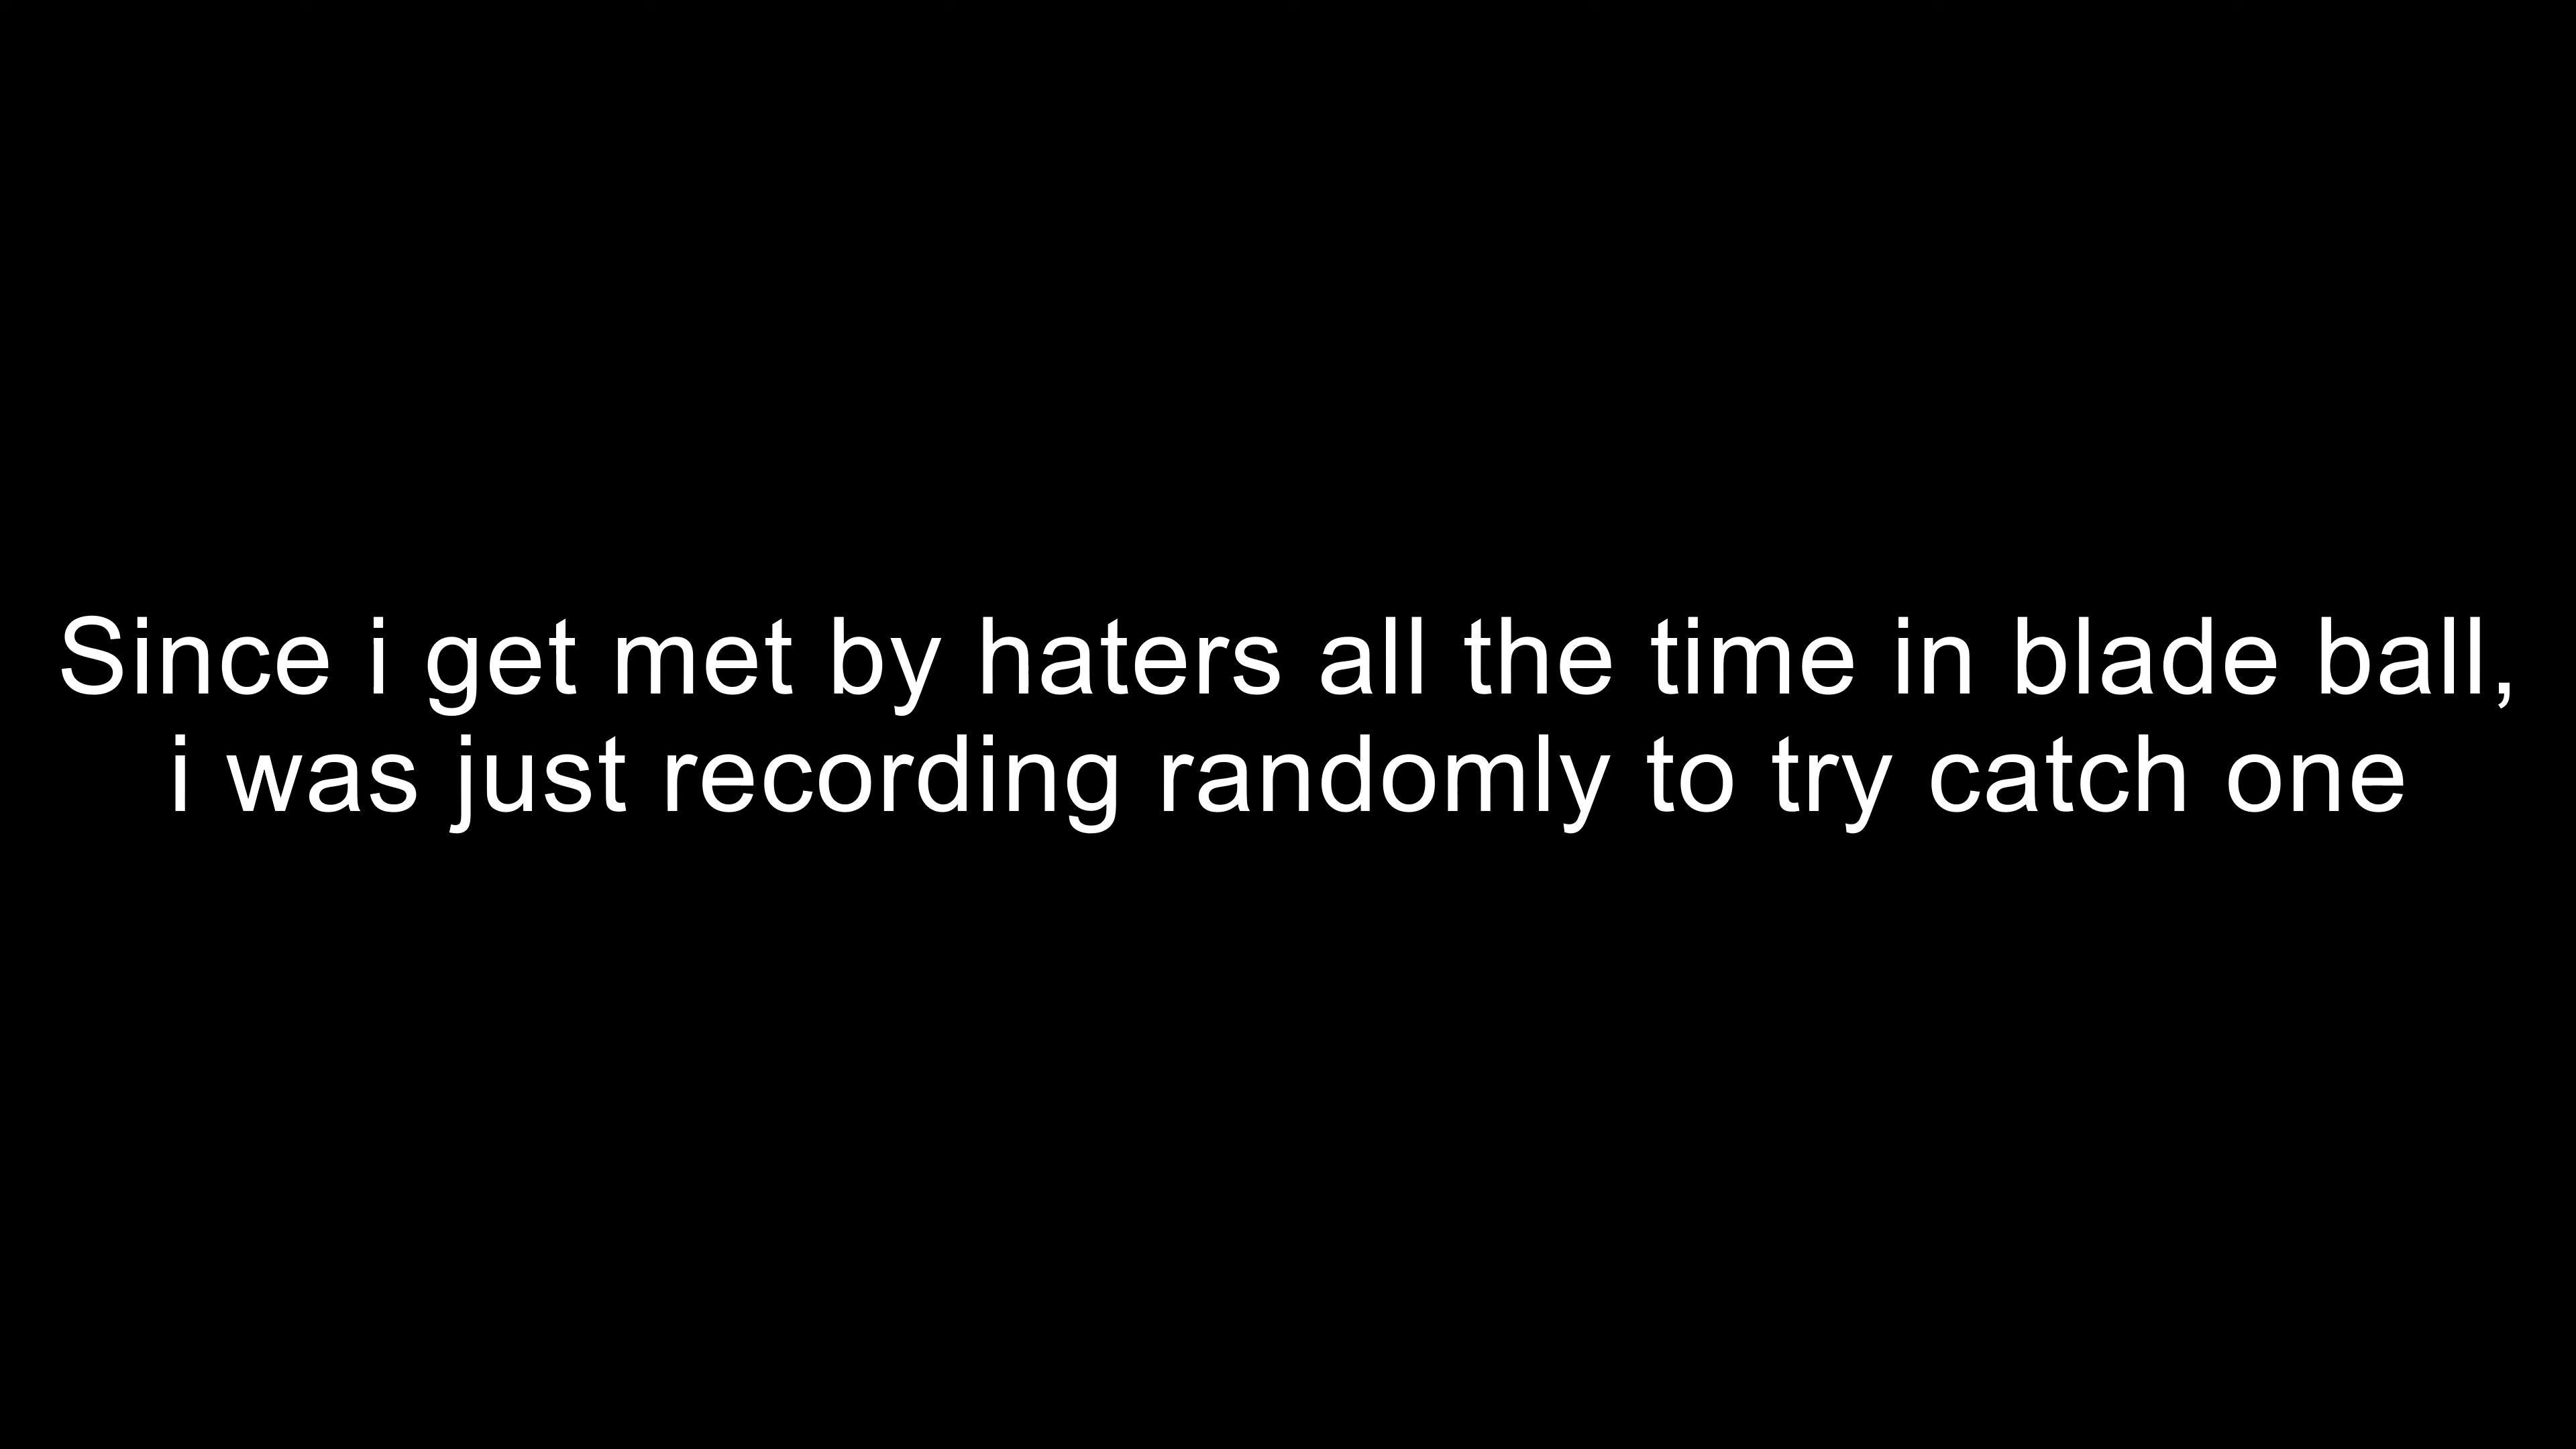 Since i get met by haters all the time in blade ball,
i was just recording randomly to try catch one